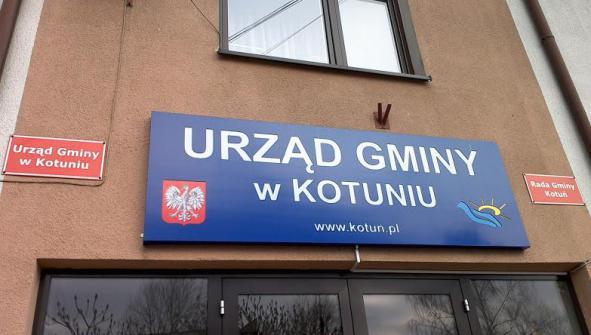 Urząd Gminy
w Kotuniu
URZĄD GMINY
w KOTUNIU
www.kotun.pl
Rada Gminy
Kotuń